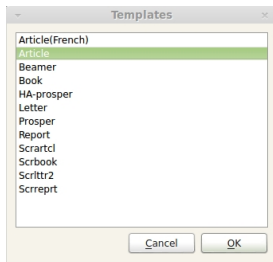 Templates
Article(French)
Article
Beamer
Book
HA-prosper
Letter
Prosper
Report
Scrartcl
Scrbook
Scrlttr2
Scrreprt
Cancel OK